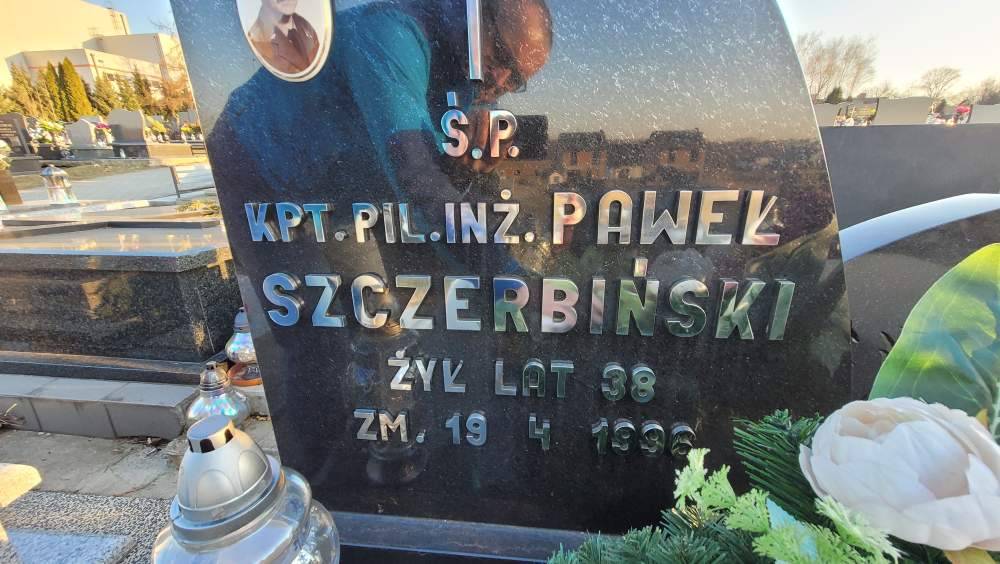 Ś.P.
KPT. PIL. INŻ. PAWEŁ
SZCZERBIŃSKI
ŻYŁ LAT 38
ZM. 19 4 1996